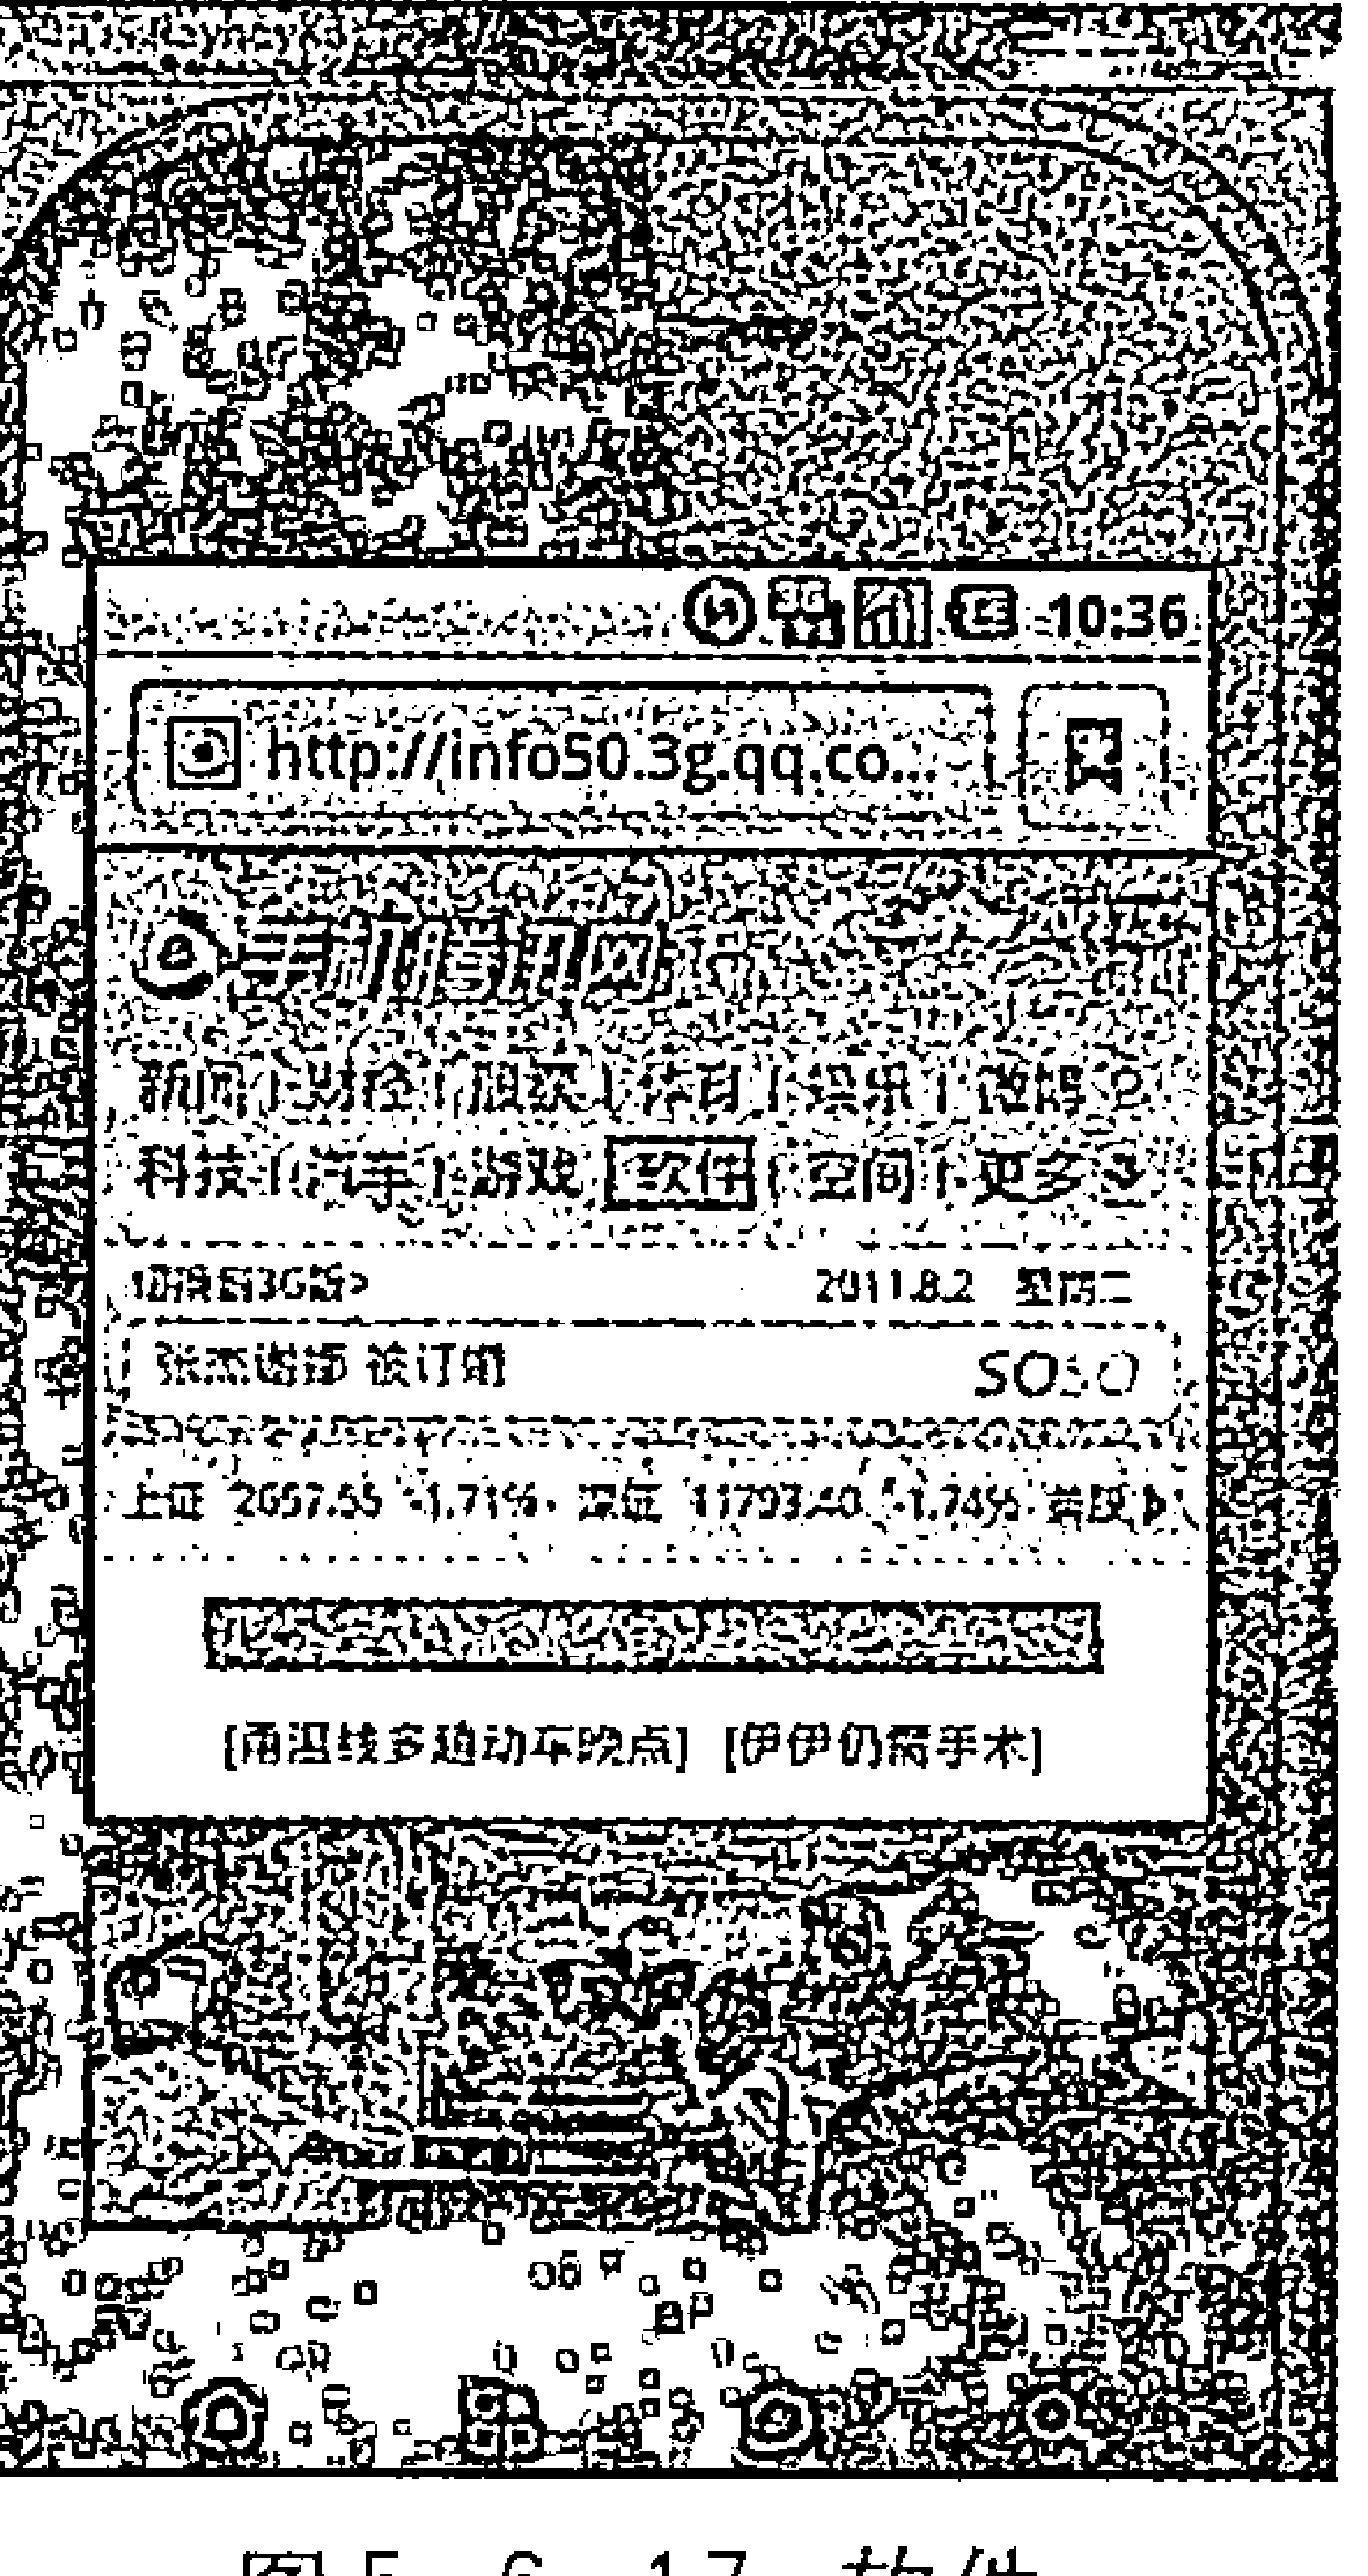 10:36
http://info50.3g.qq.co...
手机腾讯网
新闻 | 财经 | 股票 | 体育 | 娱乐 |
科技 | 汽车 | 游戏 软件 | 空间 | 更多
2011.8.2 星期二
SOSO
上证 2657.55 -1.71% 深证 11793.40 -1.74%
[甬温线多趟动车晚点] [伊伊仍需手术]
图 5-6-17 软件